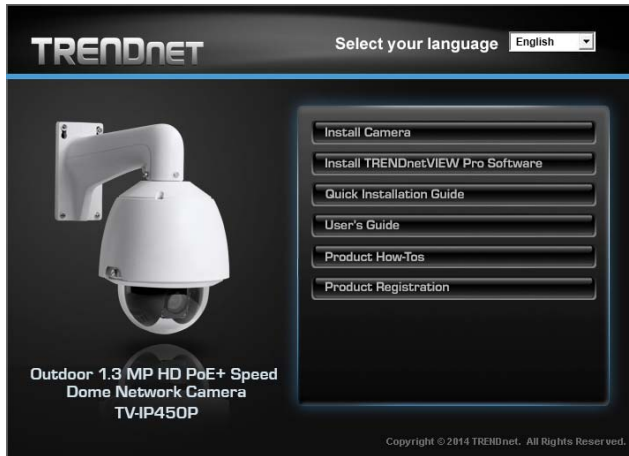 TRENDNET
Select your language English
Install Camera
Install TRENDnetVIEW Pro Software
Quick Installation Guide
User's Guide
Product How-Tos
Product Registration
Outdoor 1.3 MP HD PoE+ Speed
Dome Network Camera
TV-IP450P
Copyright © 2014 TRENDnet. All Rights Reserved.